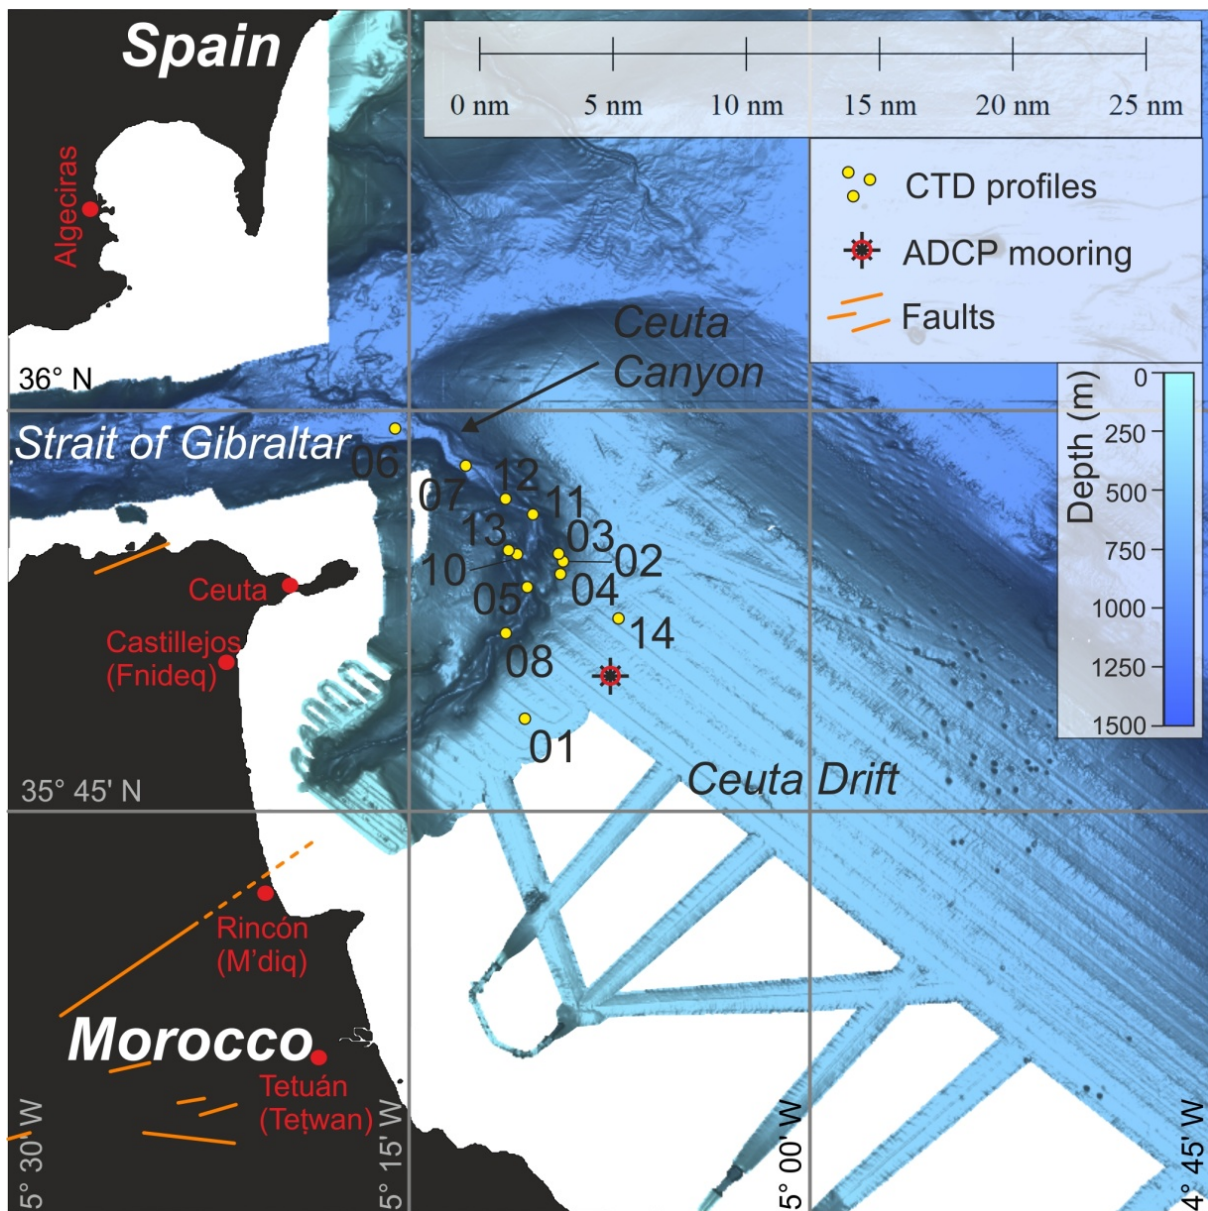 Spain
0 nm 5 nm 10 nm 15 nm 20 nm 25 nm
Algeciras
CTD profiles
ADCP mooring
Faults
Ceuta
Canyon
36° N
Depth (m)
0
250
500
750
1000
1250
1500
Strait of Gibraltar
06
07
12
11
13
03
10
02
05
04
14
08
01
Ceuta
Castillejos
(Fnideq)
Ceuta Drift
35° 45' N
Rincón
(M'diq)
Morocco
Tetuán
(Teṭwan)
5° 30' W
5° 15' W
5° 00' W
4° 45' W